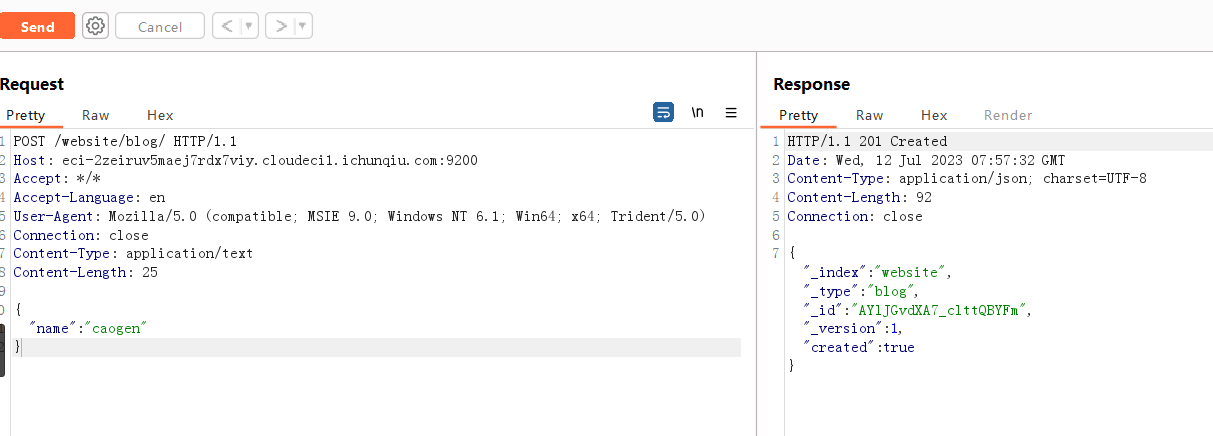 Send
Cancel
< ▾
> ▾
Request
Pretty Raw Hex
\n
1 POST /website/blog/ HTTP/1.1
2 Host: eci-2zeiruv5maej7rdx7viy.cloudeci1.ichunqiu.com:9200
3 Accept: */*
4 Accept-Language: en
5 User-Agent: Mozilla/5.0 (compatible; MSIE 9.0; Windows NT 6.1; Win64; x64; Trident/5.0)
6 Connection: close
7 Content-Type: application/text
8 Content-Length: 25
9
0 {
"name":"caogen"
}
Response
Pretty Raw Hex Render
1 HTTP/1.1 201 Created
2 Date: Wed, 12 Jul 2023 07:57:32 GMT
3 Content-Type: application/json; charset=UTF-8
4 Content-Length: 92
5 Connection: close
6
7 {
"_index":"website",
"_type":"blog",
"_id":"AYlJGvdXA7_clttQBYFm",
"_version":1,
"created":true
}